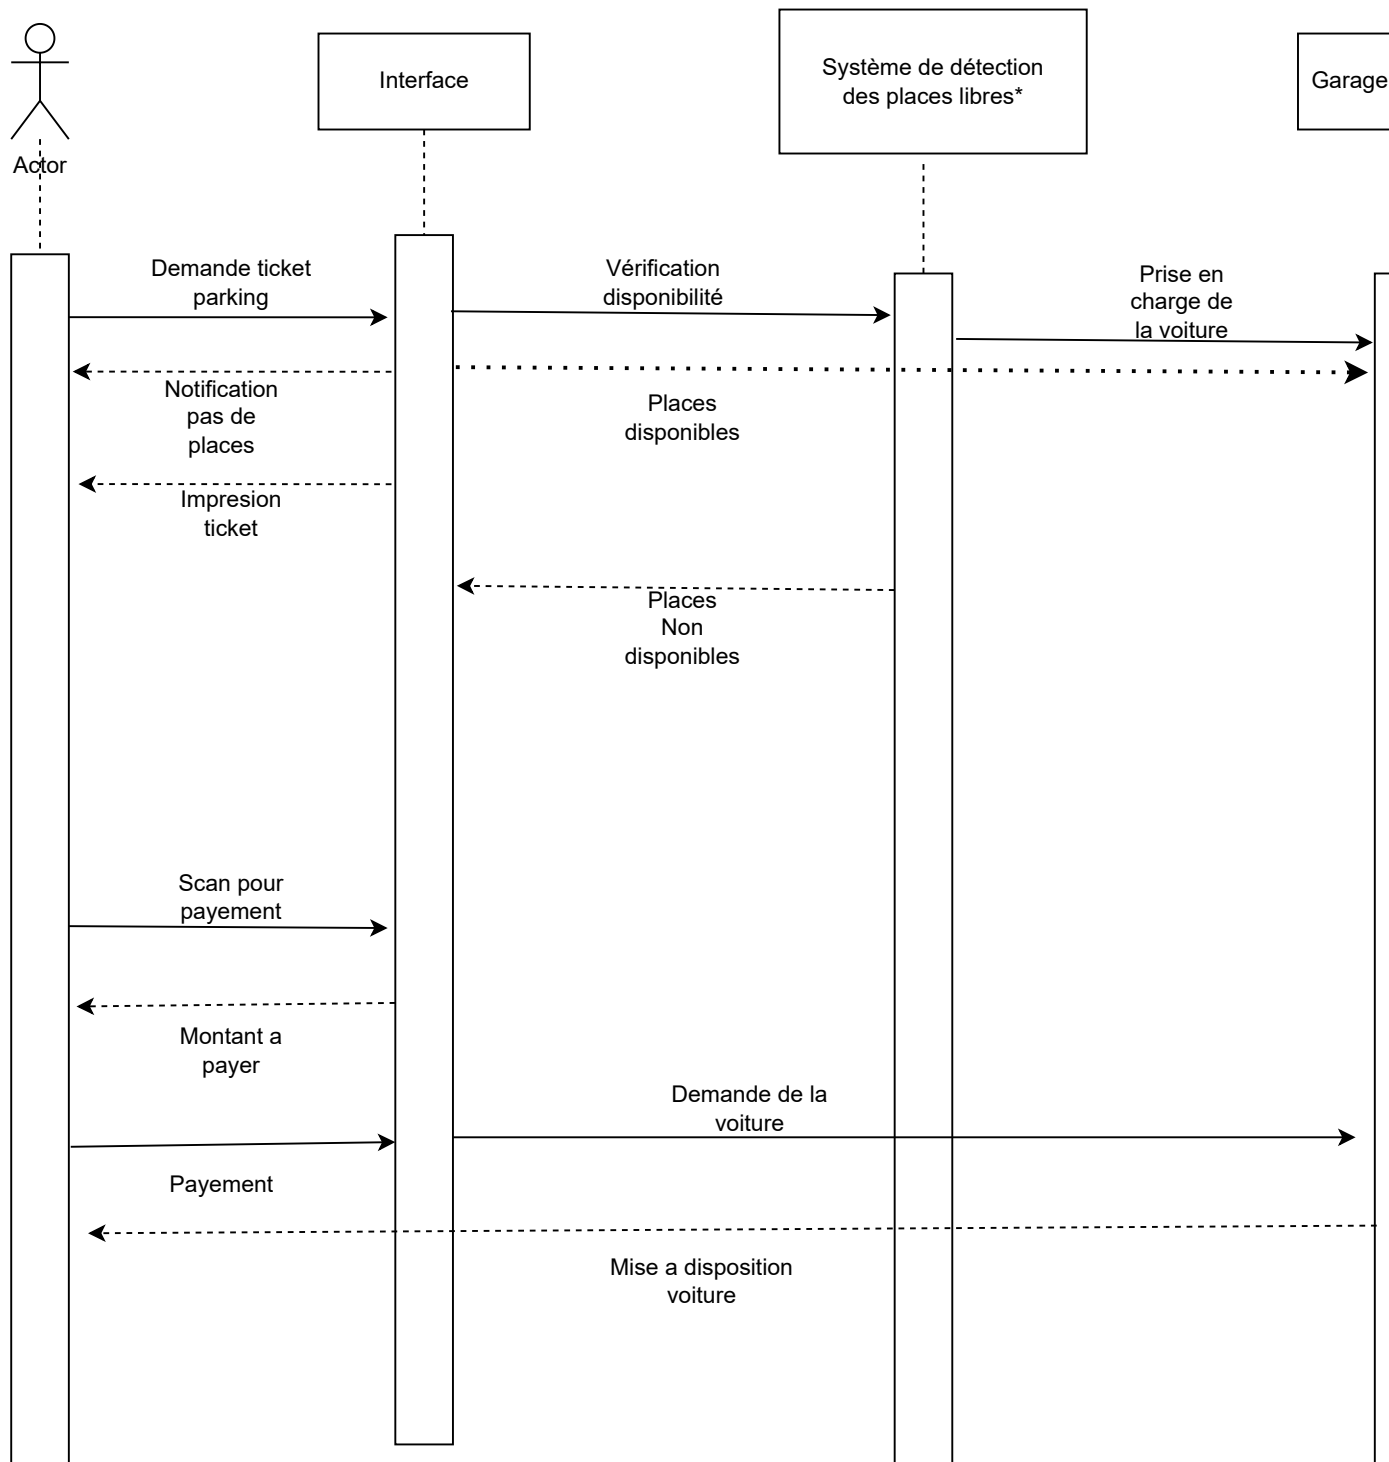 Actor
Interface
Système de détection
des places libres*
Garage
Demande ticket
parking
Vérification
disponibilité
Prise en
charge de
la voiture
Notification
pas de
places
Places
disponibles
Impresion
ticket
Places
Non
disponibles
Scan pour
payement
Montant a
payer
Demande de la
voiture
Payement
Mise a disposition
voiture